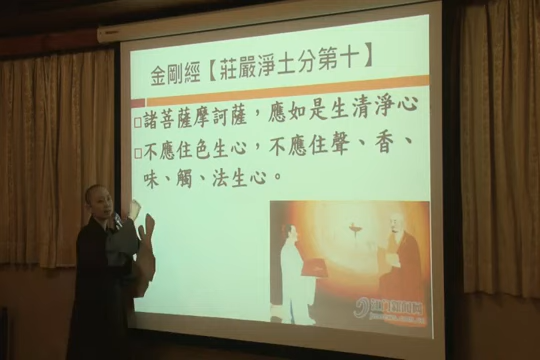 金剛經【莊嚴淨土分第十】
諸菩薩摩訶薩，應如是生清淨心
不應住色生心，不應住聲、香、
味、觸、法生心。